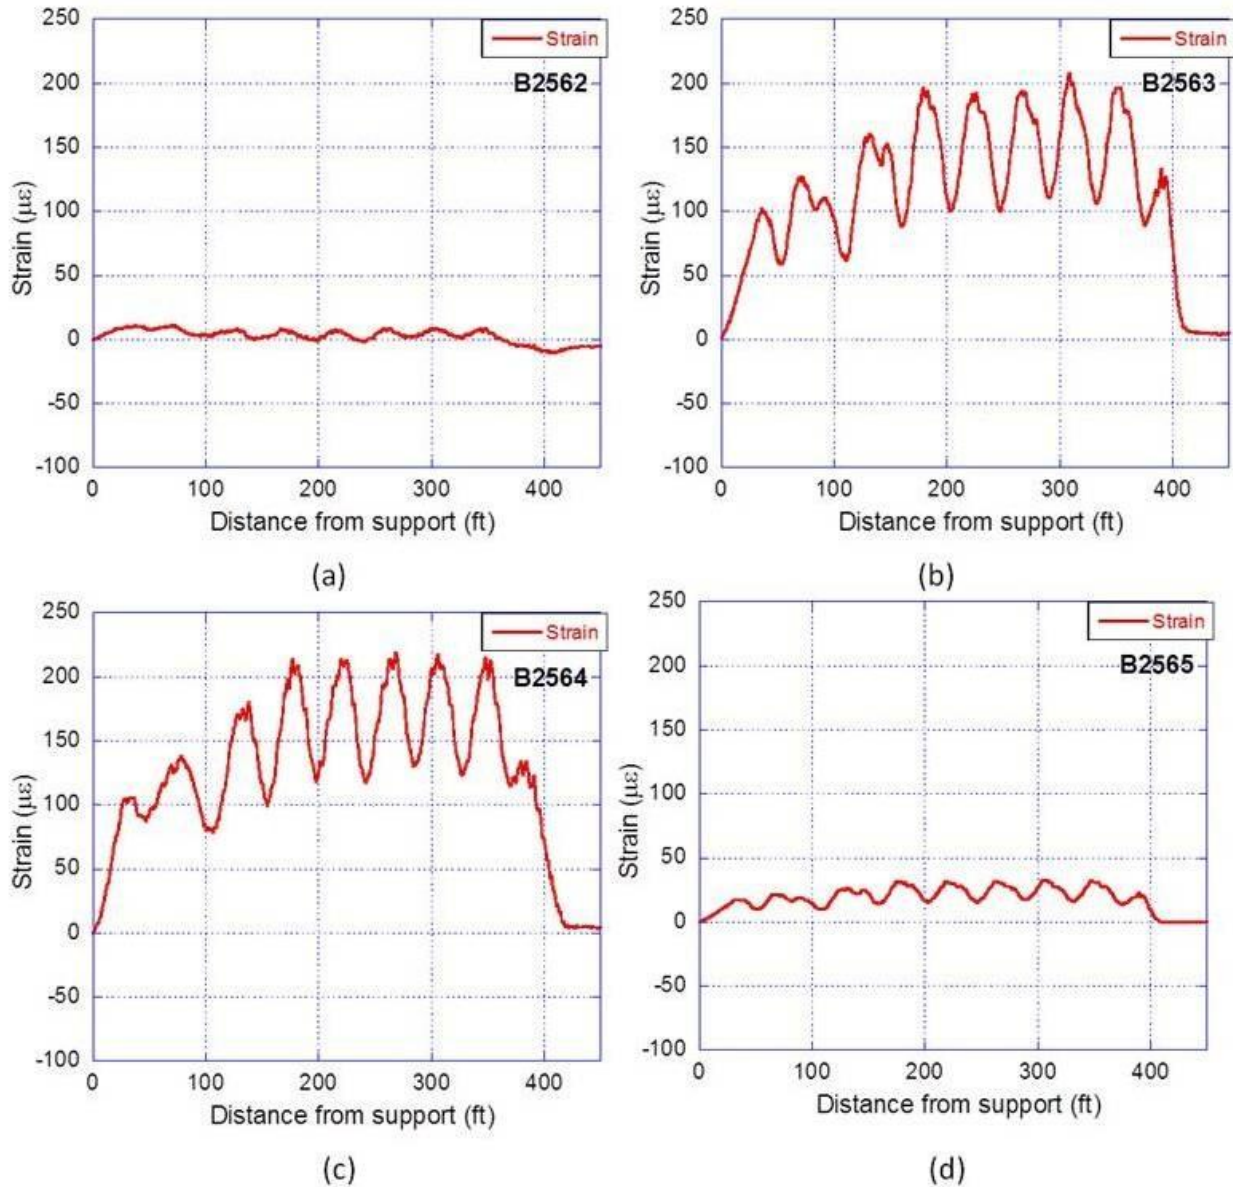 250
200
150
100
50
0
-50
-100
Strain (με)
Strain
B2562
0 100 200 300 400
Distance from support (ft)
(a)
250
200
150
100
50
0
-50
-100
Strain (με)
Strain
B2563
0 100 200 300 400
Distance from support (ft)
(b)
250
200
150
100
50
0
-50
-100
Strain (με)
Strain
B2564
0 100 200 300 400
Distance from support (ft)
(c)
250
200
150
100
50
0
-50
-100
Strain (με)
Strain
B2565
0 100 200 300 400
Distance from support (ft)
(d)